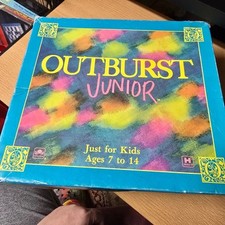 OUTBURST
JUNIOR
Just for Kids
Ages 7 to 14